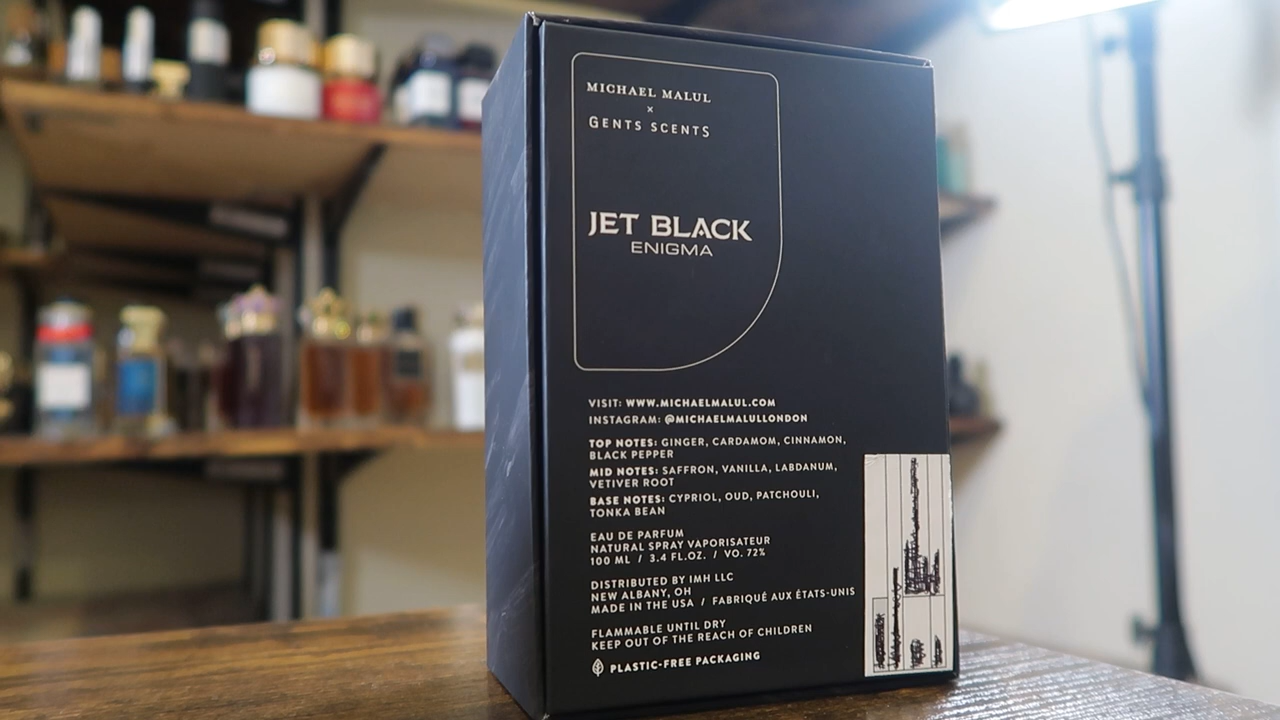 MICHAEL MALUL
×
GENTS SCENTS
JET BLACK
ENIGMA
VISIT: WWW.MICHAELMALUL.COM
INSTAGRAM: @MICHAELMALULLONDON
TOP NOTES: GINGER, CARDAMOM, CINNAMON,
BLACK PEPPER
MID NOTES: SAFFRON, VANILLA, LABDANUM,
VETIVER ROOT
BASE NOTES: CYPRIOL, OUD, PATCHOULI,
TONKA BEAN
EAU DE PARFUM
NATURAL SPRAY VAPORISATEUR
100 ML / 3.4 FL.OZ. / VO. 72%
DISTRIBUTED BY IMH LLC
NEW ALBANY, OH
MADE IN THE USA / FABRIQUÉ AUX ÉTATS-UNIS
FLAMMABLE UNTIL DRY
KEEP OUT OF THE REACH OF CHILDREN
PLASTIC-FREE PACKAGING